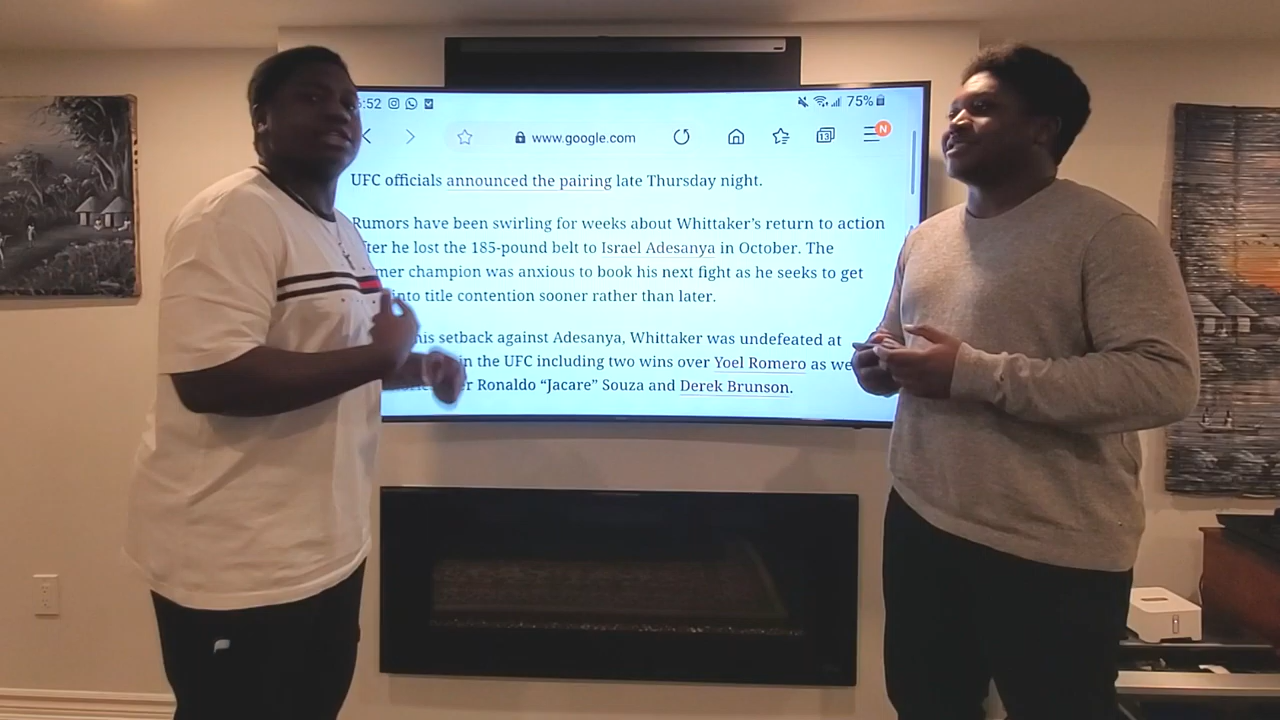 :52 75%
www.google.com 13 N
UFC officials announced the pairing late Thursday night.
Rumors have been swirling for weeks about Whittaker's return to action
he lost the 185-pound belt to Israel Adesanya in October. The
champion was anxious to book his next fight as he seeks to get
into title contention sooner rather than later.
his setback against Adesanya, Whittaker was undefeated at
in the UFC including two wins over Yoel Romero as
Ronaldo “Jacare” Souza and Derek Brunson.